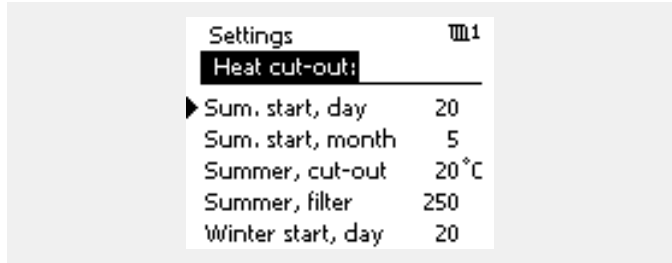 Settings 1
Heat cut-out:
Sum. start, day 20
Sum. start, month 5
Summer, cut-out 20°C
Summer, filter 250
Winter start, day 20